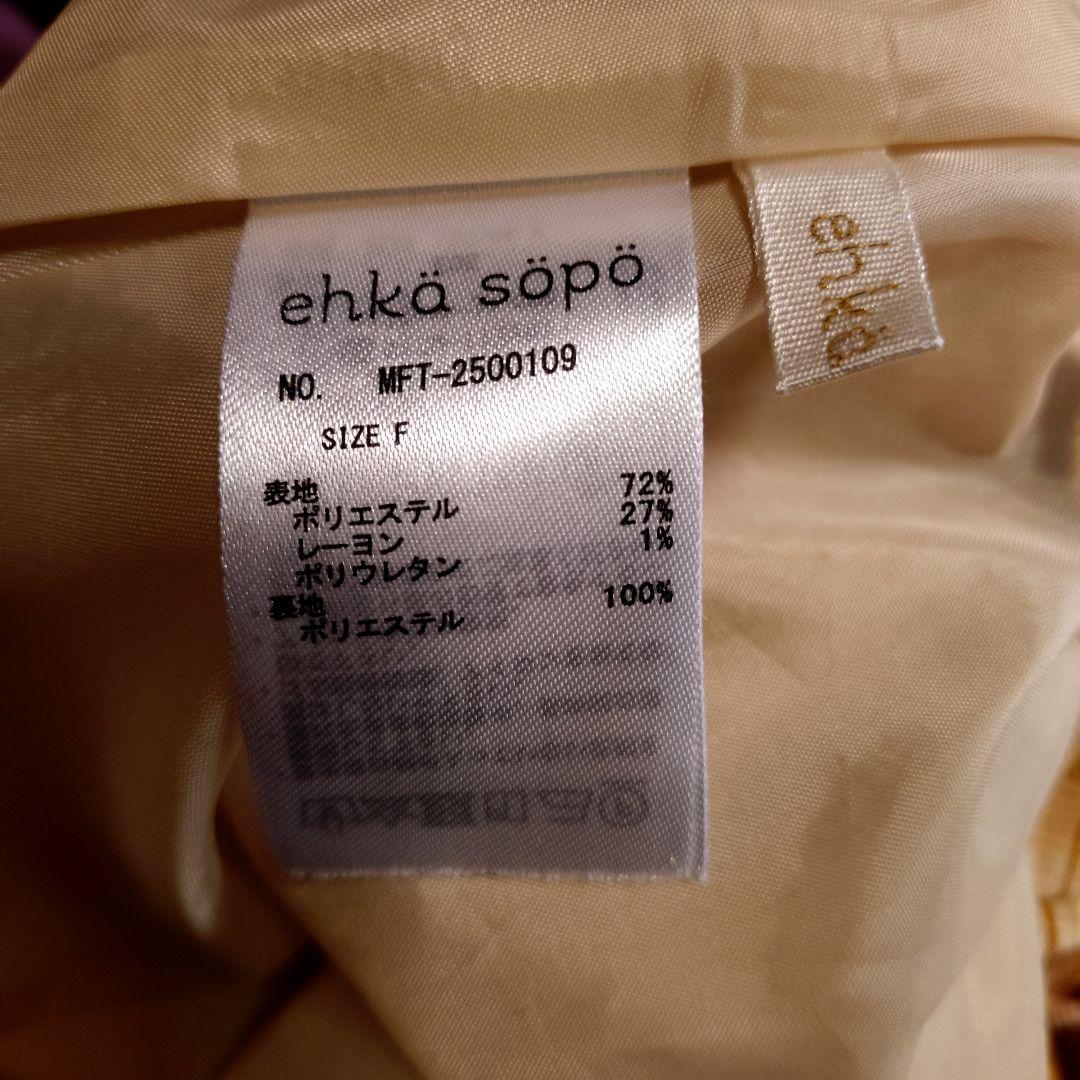 ehkä söpö
NO. MFT-2500109
SIZE F
表地
ポリエステル 72%
レーヨン 27%
ポリウレタン 1%
裏地
ポリエステル 100%
ehkä